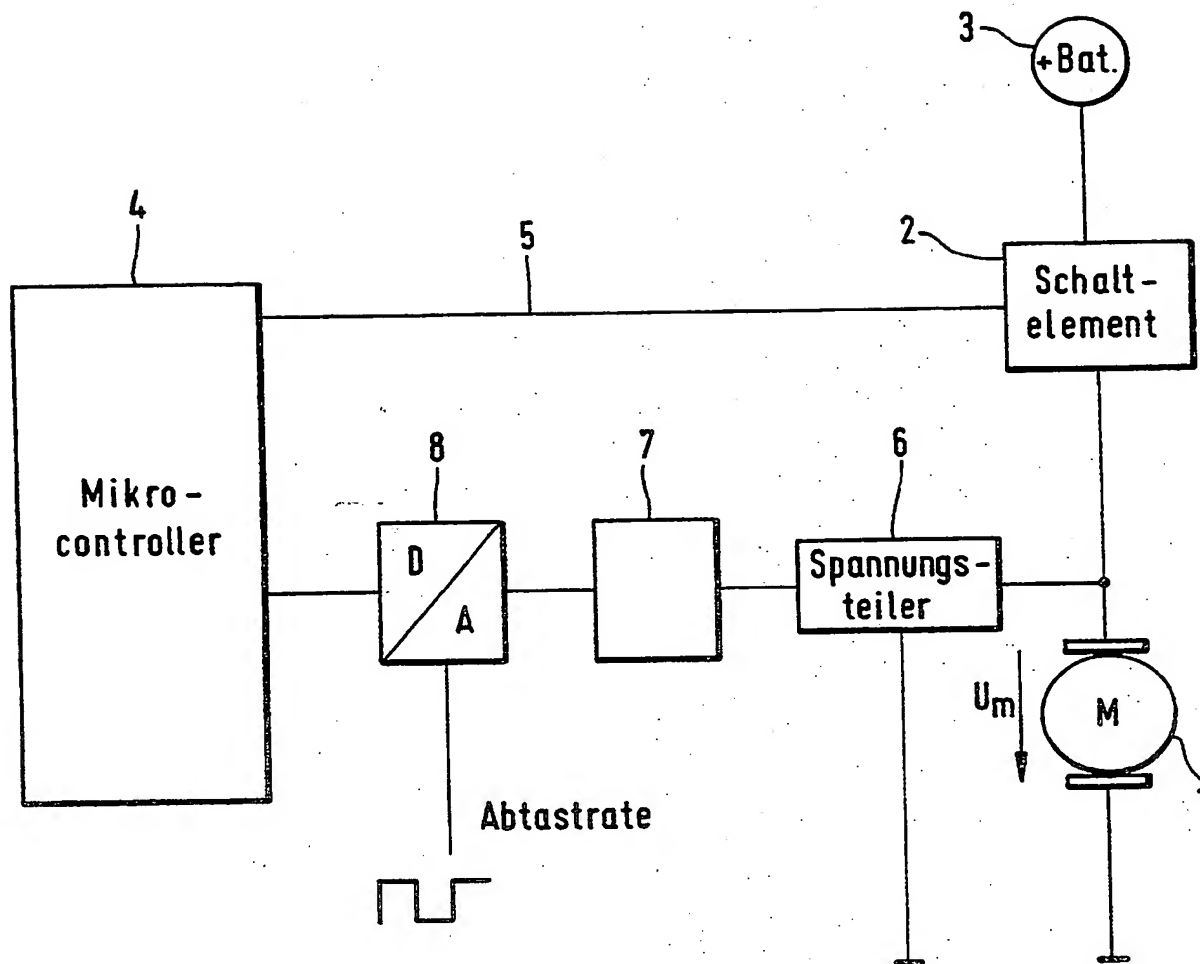 3
+Bat.
4
5
2
Schalt-
element
8
7
6
Mikro-
controller
D
A
Spannungs-
teiler
Um
M
Abtastrate